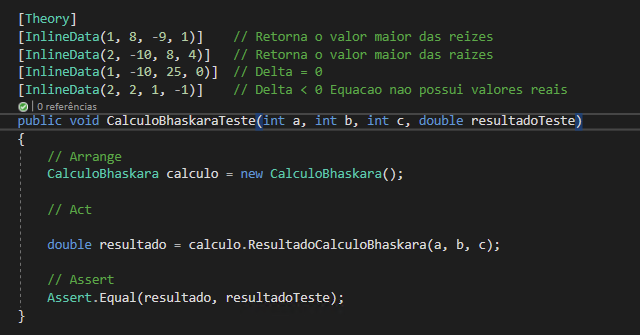 [Theory]
[InlineData(1, 8, -9, 1)]    // Retorna o valor maior das reizes
[InlineData(2, -10, 8, 4)]   // Retorna o valor maior das raizes
[InlineData(1, -10, 25, 0)]  // Delta = 0
[InlineData(2, 2, 1, -1)]    // Delta < 0 Equacao nao possui valores reais
| 0 referências
public void CalculoBhaskaraTeste(int a, int b, int c, double resultadoTeste)
{
    // Arrange
    CalculoBhaskara calculo = new CalculoBhaskara();
    // Act
    double resultado = calculo.ResultadoCalculoBhaskara(a, b, c);
    // Assert
    Assert.Equal(resultado, resultadoTeste);
}